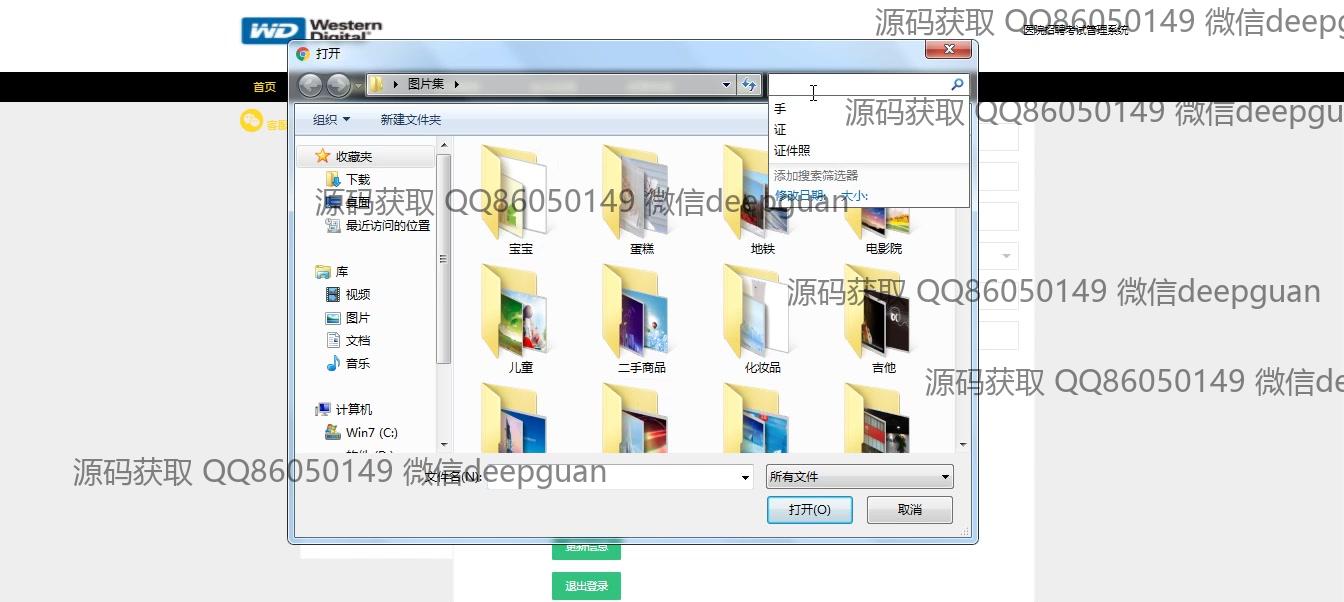 WD Western
Digital
医院招聘考试管理系统
源码获取 QQ86050149 微信deepg
打开
首页
图片集
客服
源码获取 QQ86050149 微信deepgu
手
证
证件照
添加搜索筛选器
修改日期: 大小:
组织 新建文件夹
收藏夹
下载
桌面
最近访问的位置
源码获取 QQ86050149 微信deepguan
宝宝 蛋糕 地铁 电影院
库
视频
图片
文档
音乐
源码获取 QQ86050149 微信deepguan
儿童 二手商品 化妆品 吉他
源码获取 QQ86050149 微信de
计算机
Win7 (C:)
源码获取 QQ86050149 微信deepguan
文件名(N):
所有文件
打开(O) 取消
更新信息
退出登录